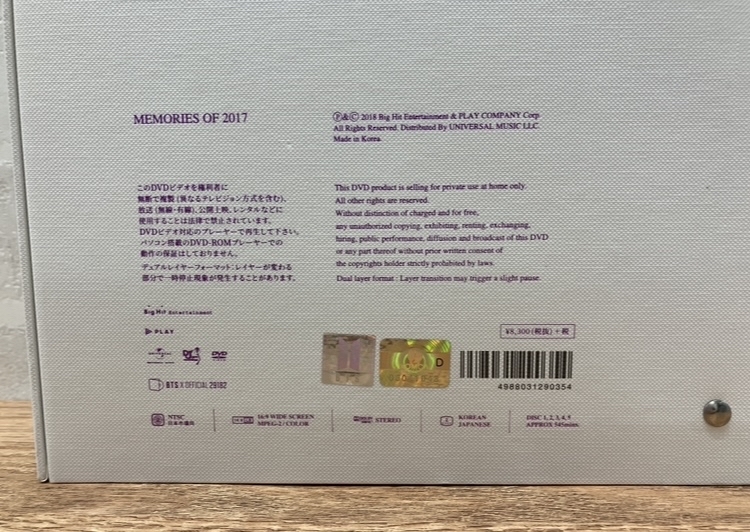 MEMORIES OF 2017
Ⓟ&Ⓒ 2018 Big Hit Entertainment & PLAY COMPANY Corp
All Rights Reserved. Distributed By UNIVERSAL MUSIC LLC.
Made in Korea.
このDVDビデオを権利者に
無断で複製(異なるテレビジョン方式を含む)、
放送(無線・有線)、公開上映、レンタルなどに
使用することは法律で禁止されています。
DVDビデオ対応のプレーヤーで再生して下さい。
パソコン搭載のDVD-ROMプレーヤーでの
動作の保証はしておりません。
デュアルレイヤーフォーマット:レイヤーが変わる
部分で一時停止現象が発生することがあります。
This DVD product is selling for private use at home only.
All other rights are reserved.
Without distinction of charged and for free,
any unauthorized copying, exhibiting, renting, exchanging,
hiring, public performance, diffusion and broadcast of this DVD
or any part thereof without prior written consent of
the copyrights holder strictly prohibited by laws.
Dual layer format : Layer transition may trigger a slight pause.
Big Hit Entertainment
PLAY
¥8,300(税抜)+税
D
DVD
4988031290354
BTS X OFFICIAL 29182
NTSC
日本市場向
16:9 WIDE SCREEN
MPEG-2 / COLOR
STEREO
KOREAN
JAPANESE
DISC 1, 2, 3, 4, 5
APPROX 545mins.